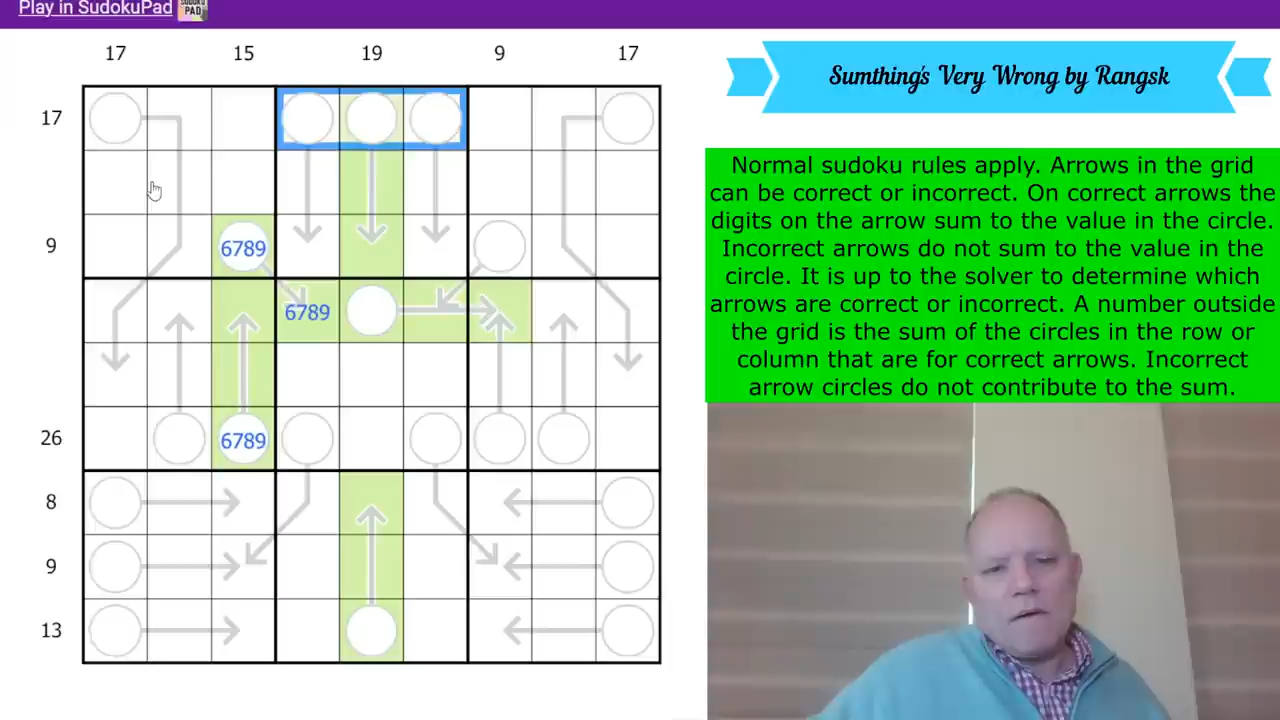 Play in SudokuPad
SUDOKU
PAD
17 15 19 9 17
Sumthing's Very Wrong by Rangsk
17
9
6789
6789
26
6789
8
9
13
Normal sudoku rules apply. Arrows in the grid
can be correct or incorrect. On correct arrows the
digits on the arrow sum to the value in the circle.
Incorrect arrows do not sum to the value in the
circle. It is up to the solver to determine which
arrows are correct or incorrect. A number outside
the grid is the sum of the circles in the row or
column that are for correct arrows. Incorrect
arrow circles do not contribute to the sum.